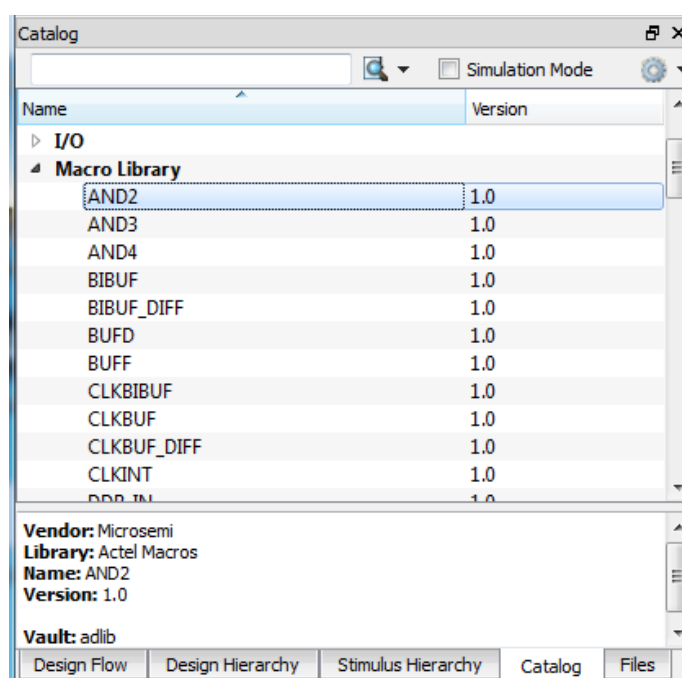 Catalog
Simulation Mode
Name Version
I/O
Macro Library
AND2 1.0
AND3 1.0
AND4 1.0
BIBUF 1.0
BIBUF_DIFF 1.0
BUFD 1.0
BUFF 1.0
CLKBIBUF 1.0
CLKBUF 1.0
CLKBUF_DIFF 1.0
CLKINT 1.0
DDR_IN 1.0
Vendor: Microsemi
Library: Actel Macros
Name: AND2
Version: 1.0
Vault: adlib
Design Flow Design Hierarchy Stimulus Hierarchy Catalog Files